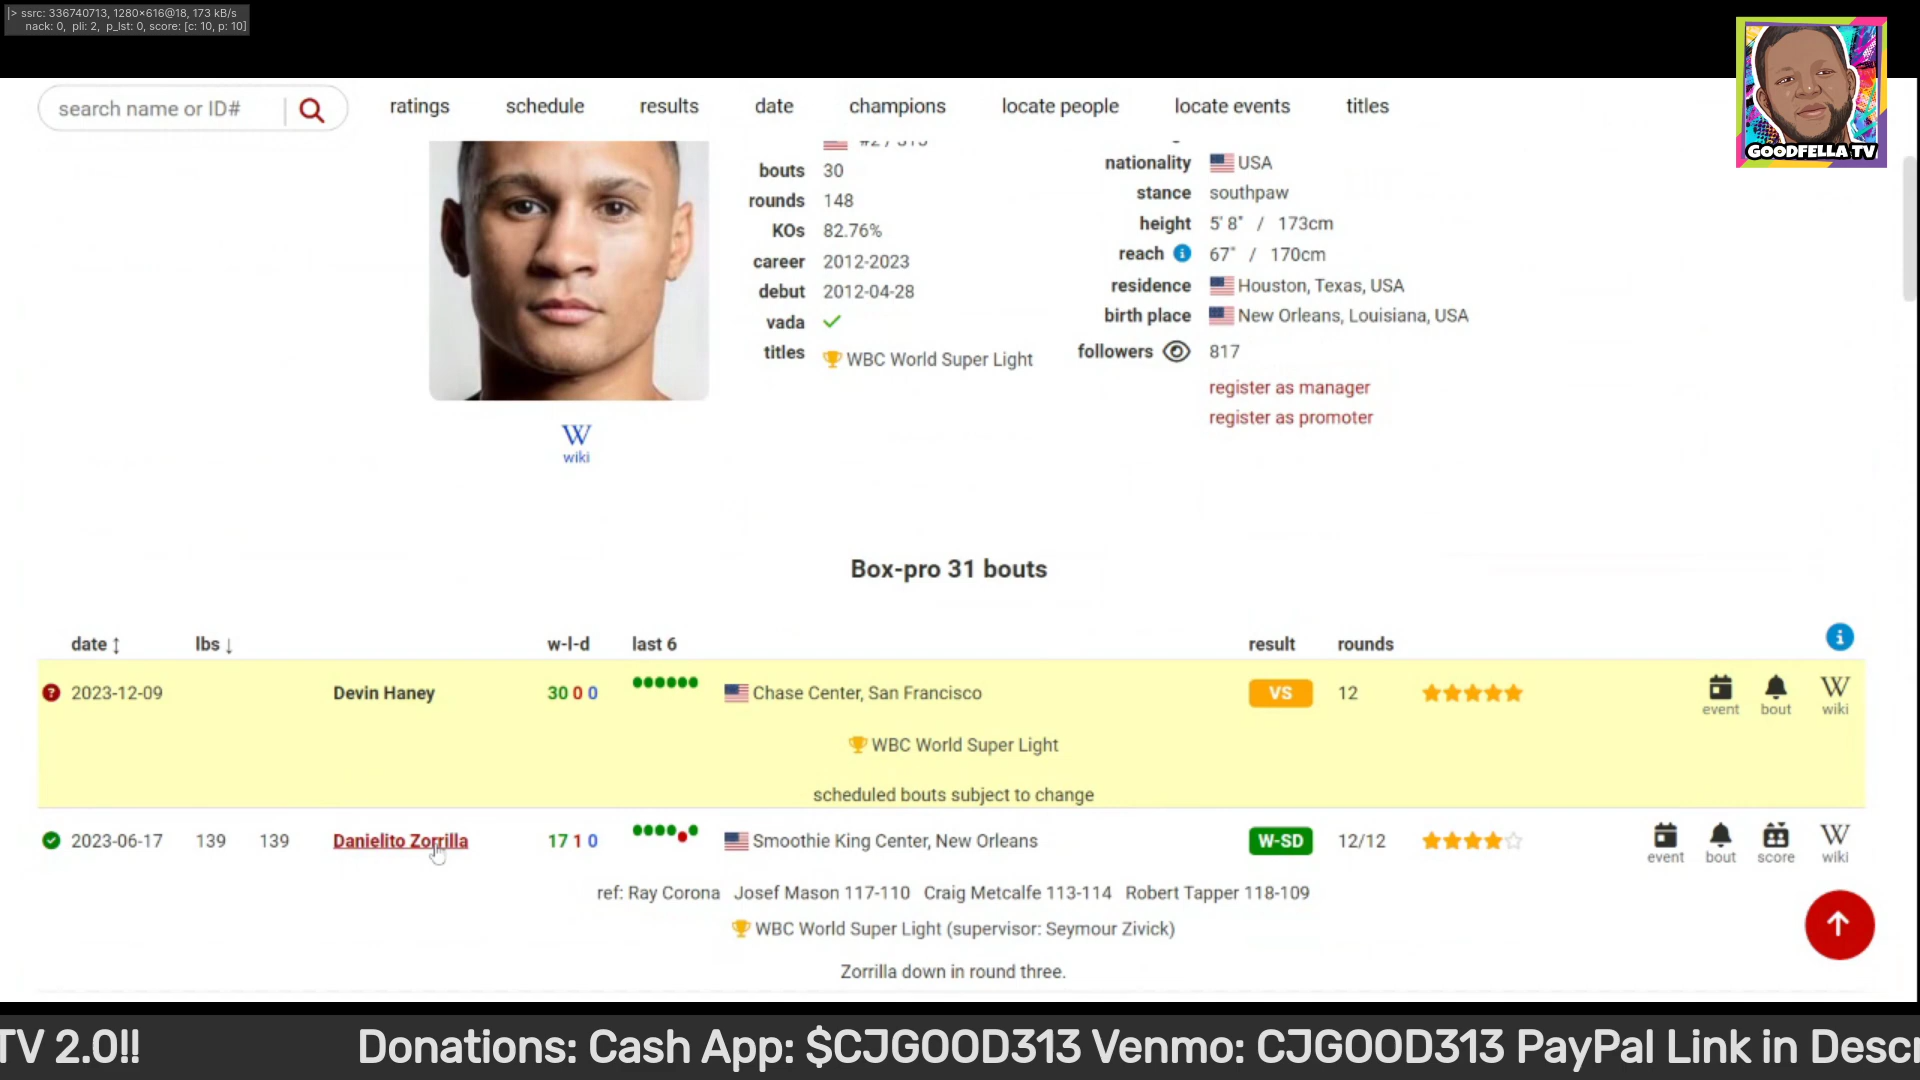 |> ssrc: 336740713, 1280×616@18, 173 kB/s
nack: 0, pli: 2, p_lst: 0, score: [c: 10, p: 10]
GOODFELLA TV
search name or ID# ratings schedule results date champions locate people locate events titles
bouts 30
rounds 148
KOs 82.76%
career 2012-2023
debut 2012-04-28
vada
titles WBC World Super Light
nationality USA
stance southpaw
height 5' 8" / 173cm
reach 67" / 170cm
residence Houston, Texas, USA
birth place New Orleans, Louisiana, USA
followers 817
register as manager
register as promoter
W
wiki
Box-pro 31 bouts
date lbs w-l-d last 6 result rounds
2023-12-09 Devin Haney 30 0 0 Chase Center, San Francisco VS 12 event bout wiki
WBC World Super Light
scheduled bouts subject to change
2023-06-17 139 139 Danielito Zorrilla 17 1 0 Smoothie King Center, New Orleans W-SD 12/12 event bout score wiki
ref: Ray Corona Josef Mason 117-110 Craig Metcalfe 113-114 Robert Tapper 118-109
WBC World Super Light (supervisor: Seymour Zivick)
Zorrilla down in round three.
TV 2.0!! Donations: Cash App: $CJGOOD313 Venmo: CJGOOD313 PayPal Link in Descr